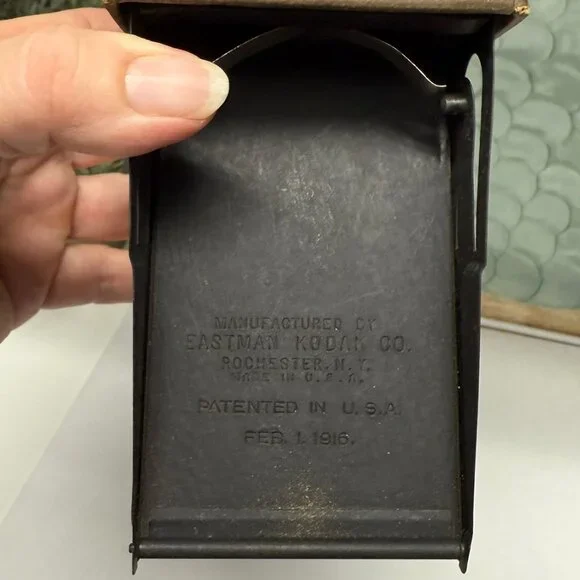 MANUFACTURED BY
EASTMAN KODAK CO.
ROCHESTER, N. Y.
MADE IN U.S.A.
PATENTED IN U.S.A.
FEB. 1. 1916.